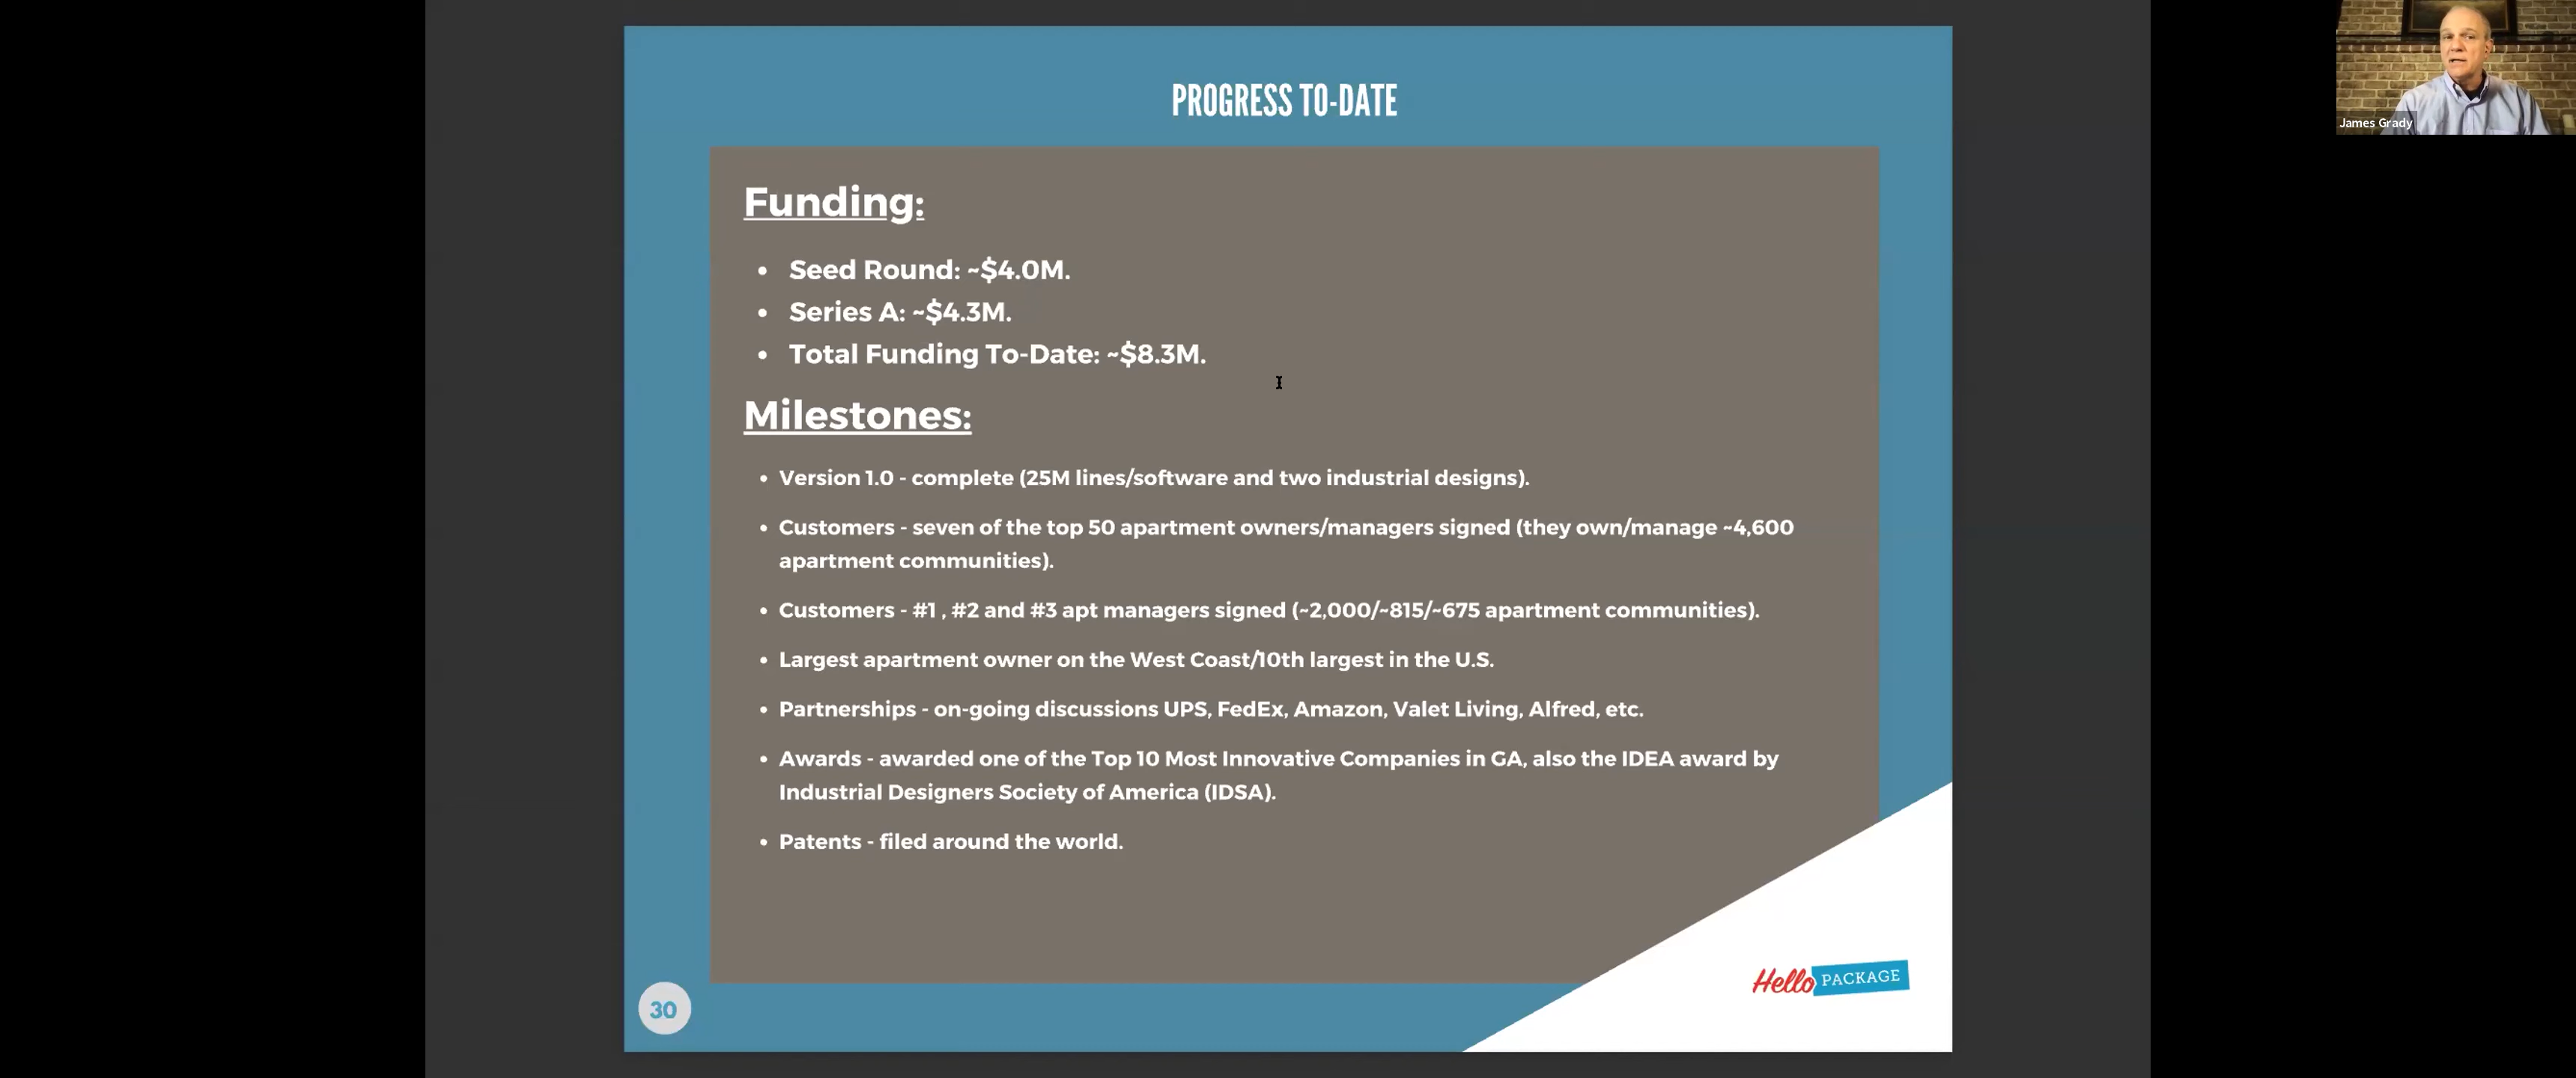 PROGRESS TO-DATE
James Grady
Funding:
• Seed Round: ~$4.0M.
• Series A: ~$4.3M.
• Total Funding To-Date: ~$8.3M.
Milestones:
• Version 1.0 - complete (25M lines/software and two industrial designs).
• Customers - seven of the top 50 apartment owners/managers signed (they own/manage ~4,600
apartment communities).
• Customers - #1 , #2 and #3 apt managers signed (~2,000/~815/~675 apartment communities).
• Largest apartment owner on the West Coast/10th largest in the U.S.
• Partnerships - on-going discussions UPS, FedEx, Amazon, Valet Living, Alfred, etc.
• Awards - awarded one of the Top 10 Most Innovative Companies in GA, also the IDEA award by
Industrial Designers Society of America (IDSA).
• Patents - filed around the world.
Hello PACKAGE
30